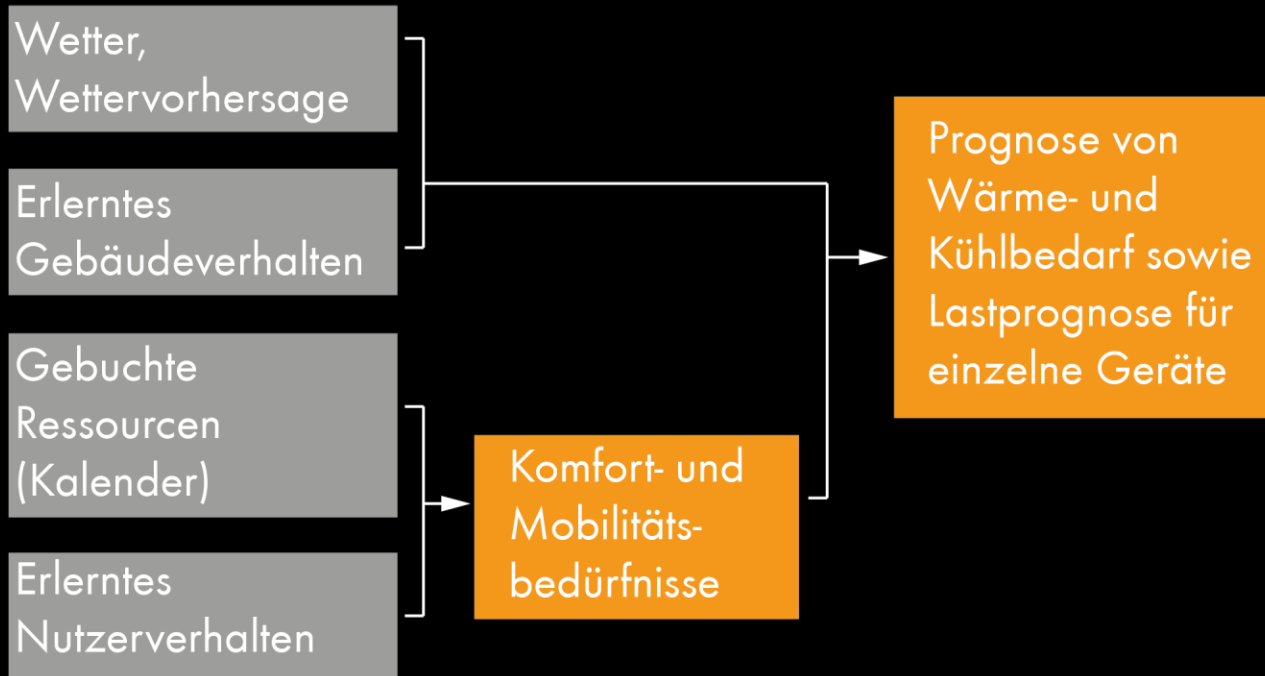 Wetter,
Wettervorhersage
Erlerntes
Gebäudeverhalten
Gebuchte
Ressourcen
(Kalender)
Erlerntes
Nutzerverhalten
Komfort- und
Mobilitäts-
bedürfnisse
Prognose von
Wärme- und
Kühlbedarf sowie
Lastprognose für
einzelne Geräte